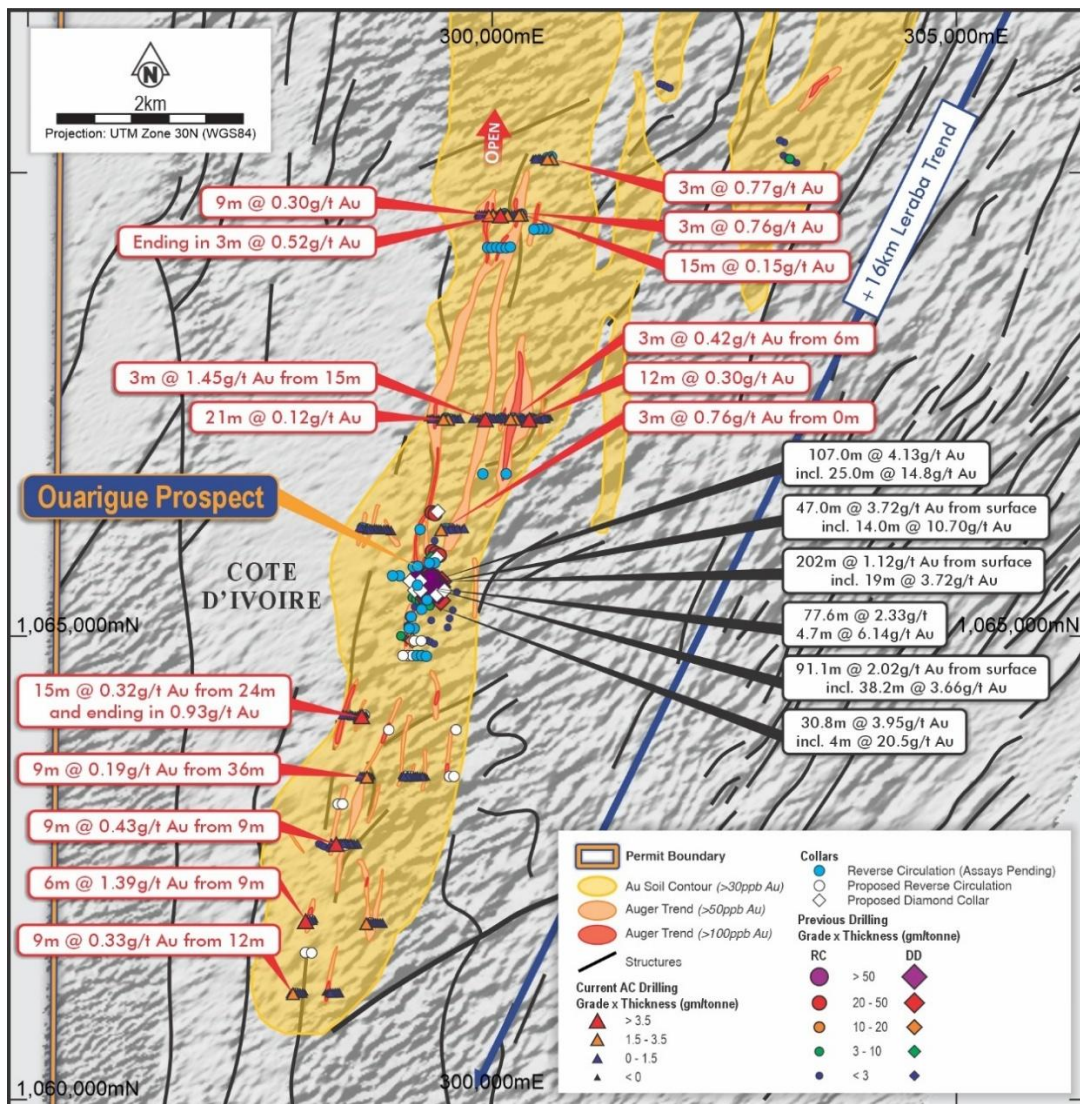 300,000mE
305,000mE
N
2km
Projection: UTM Zone 30N (WGS84)
OPEN
+ 16km Leraba Trend
9m @ 0.30g/t Au
Ending in 3m @ 0.52g/t Au
3m @ 0.77g/t Au
3m @ 0.76g/t Au
15m @ 0.15g/t Au
3m @ 1.45g/t Au from 15m
21m @ 0.12g/t Au
3m @ 0.42g/t Au from 6m
12m @ 0.30g/t Au
3m @ 0.76g/t Au from 0m
Ouarigue Prospect
107.0m @ 4.13g/t Au
incl. 25.0m @ 14.8g/t Au
47.0m @ 3.72g/t Au from surface
incl. 14.0m @ 10.70g/t Au
202m @ 1.12g/t Au from surface
incl. 19m @ 3.72g/t Au
77.6m @ 2.33g/t
4.7m @ 6.14g/t Au
91.1m @ 2.02g/t Au from surface
incl. 38.2m @ 3.66g/t Au
30.8m @ 3.95g/t Au
incl. 4m @ 20.5g/t Au
COTE
D'IVOIRE
1,065,000mN
1,065,000mN
15m @ 0.32g/t Au from 24m
and ending in 0.93g/t Au
9m @ 0.19g/t Au from 36m
9m @ 0.43g/t Au from 9m
6m @ 1.39g/t Au from 9m
9m @ 0.33g/t Au from 12m
1,060,000mN
300,000mE
Permit Boundary
Au Soil Contour (>30ppb Au)
Auger Trend (>50ppb Au)
Auger Trend (>100ppb Au)
Structures
Current AC Drilling
Grade x Thickness (gm/tonne)
> 3.5
1.5 - 3.5
0 - 1.5
< 0
Collars
Reverse Circulation (Assays Pending)
Proposed Reverse Circulation
Proposed Diamond Collar
Previous Drilling
Grade x Thickness (gm/tonne)
RC DD
> 50
20 - 50
10 - 20
3 - 10
< 3